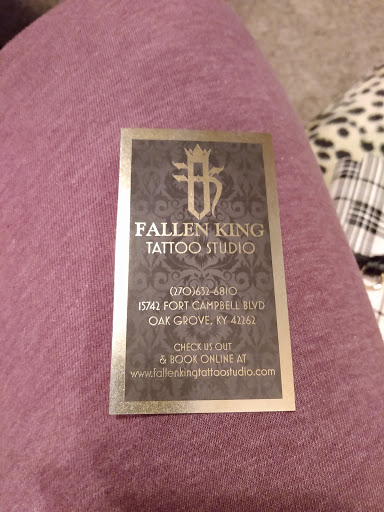 FALLEN KING
TATTOO STUDIO
(270)632-6810
15742 FORT CAMPBELL BLVD
OAK GROVE, KY 42262
CHECK US OUT
& BOOK ONLINE AT
www.fallenkingtattoostudio.com